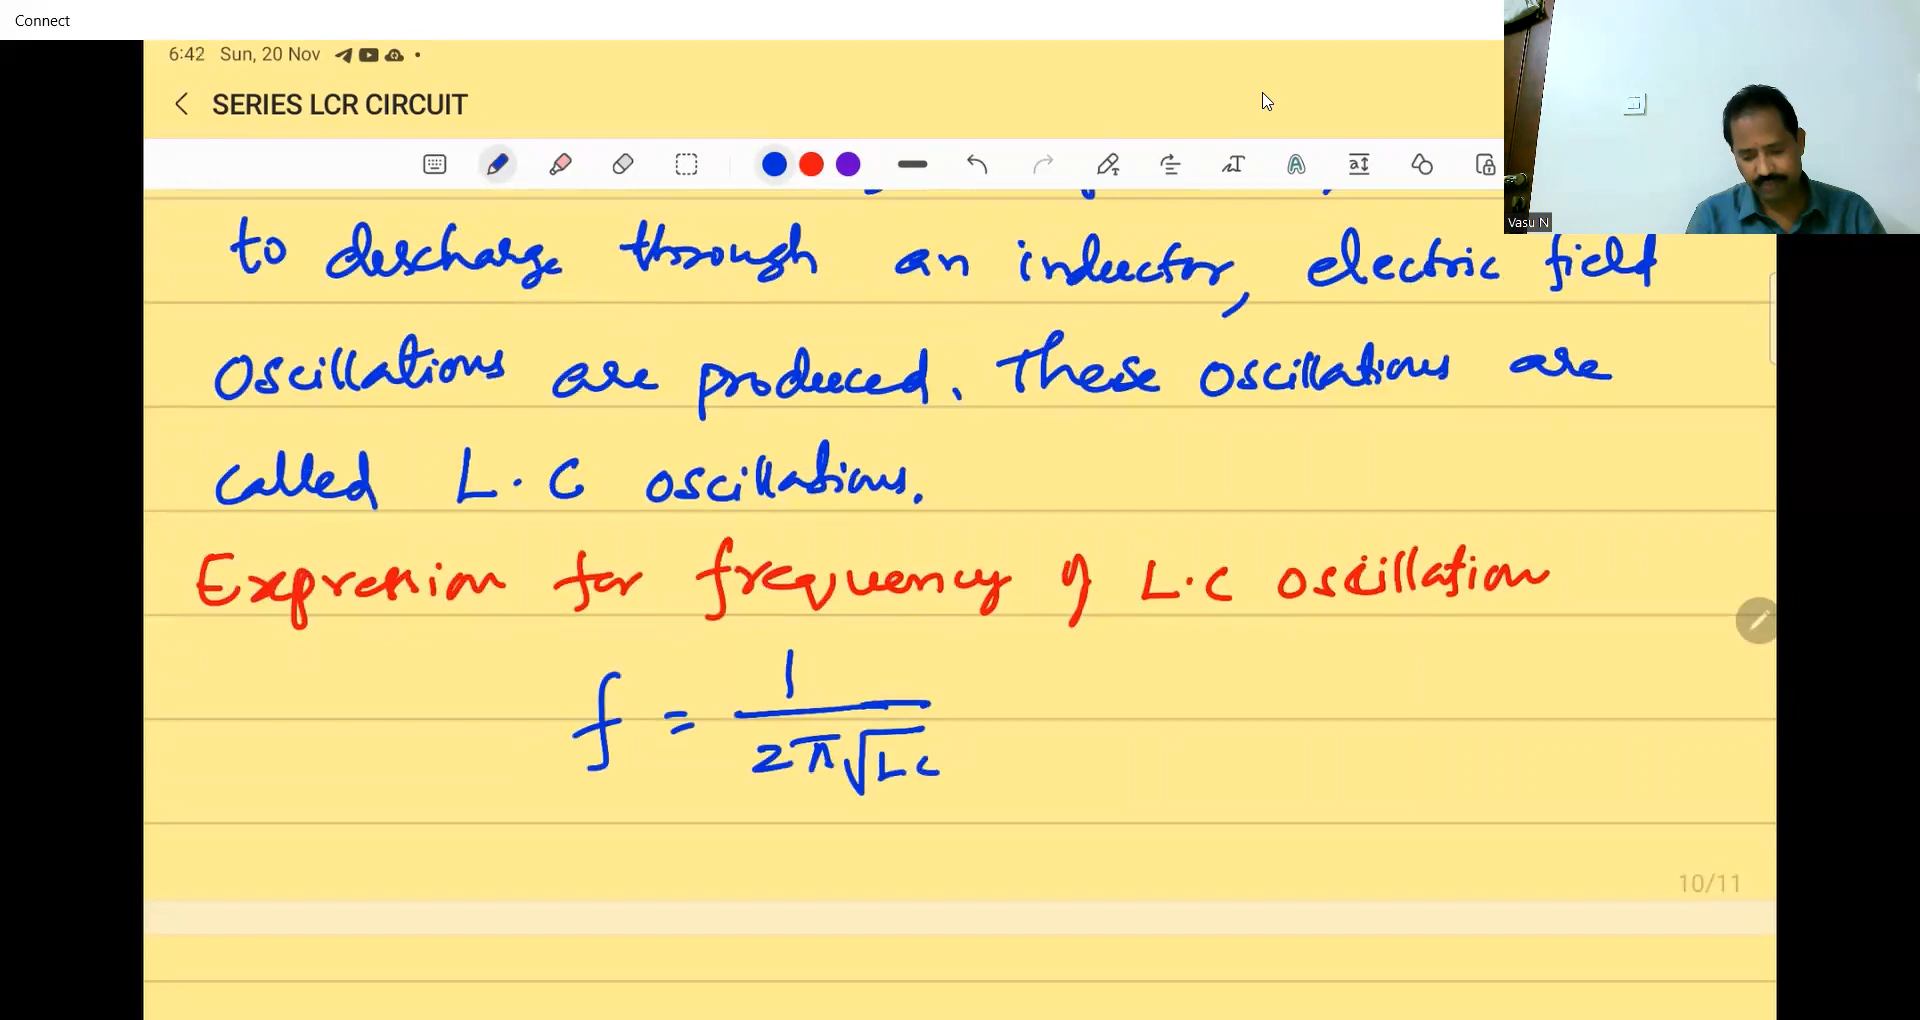 Connect
6:42 Sun, 20 Nov
SERIES LCR CIRCUIT
Vasu N
to discharge through an inductor, electric field
Oscillations are produced. These oscillations are
called L.C oscillations.
Expression for frequency of L.C oscillation
f = 1/2π√LC
10/11